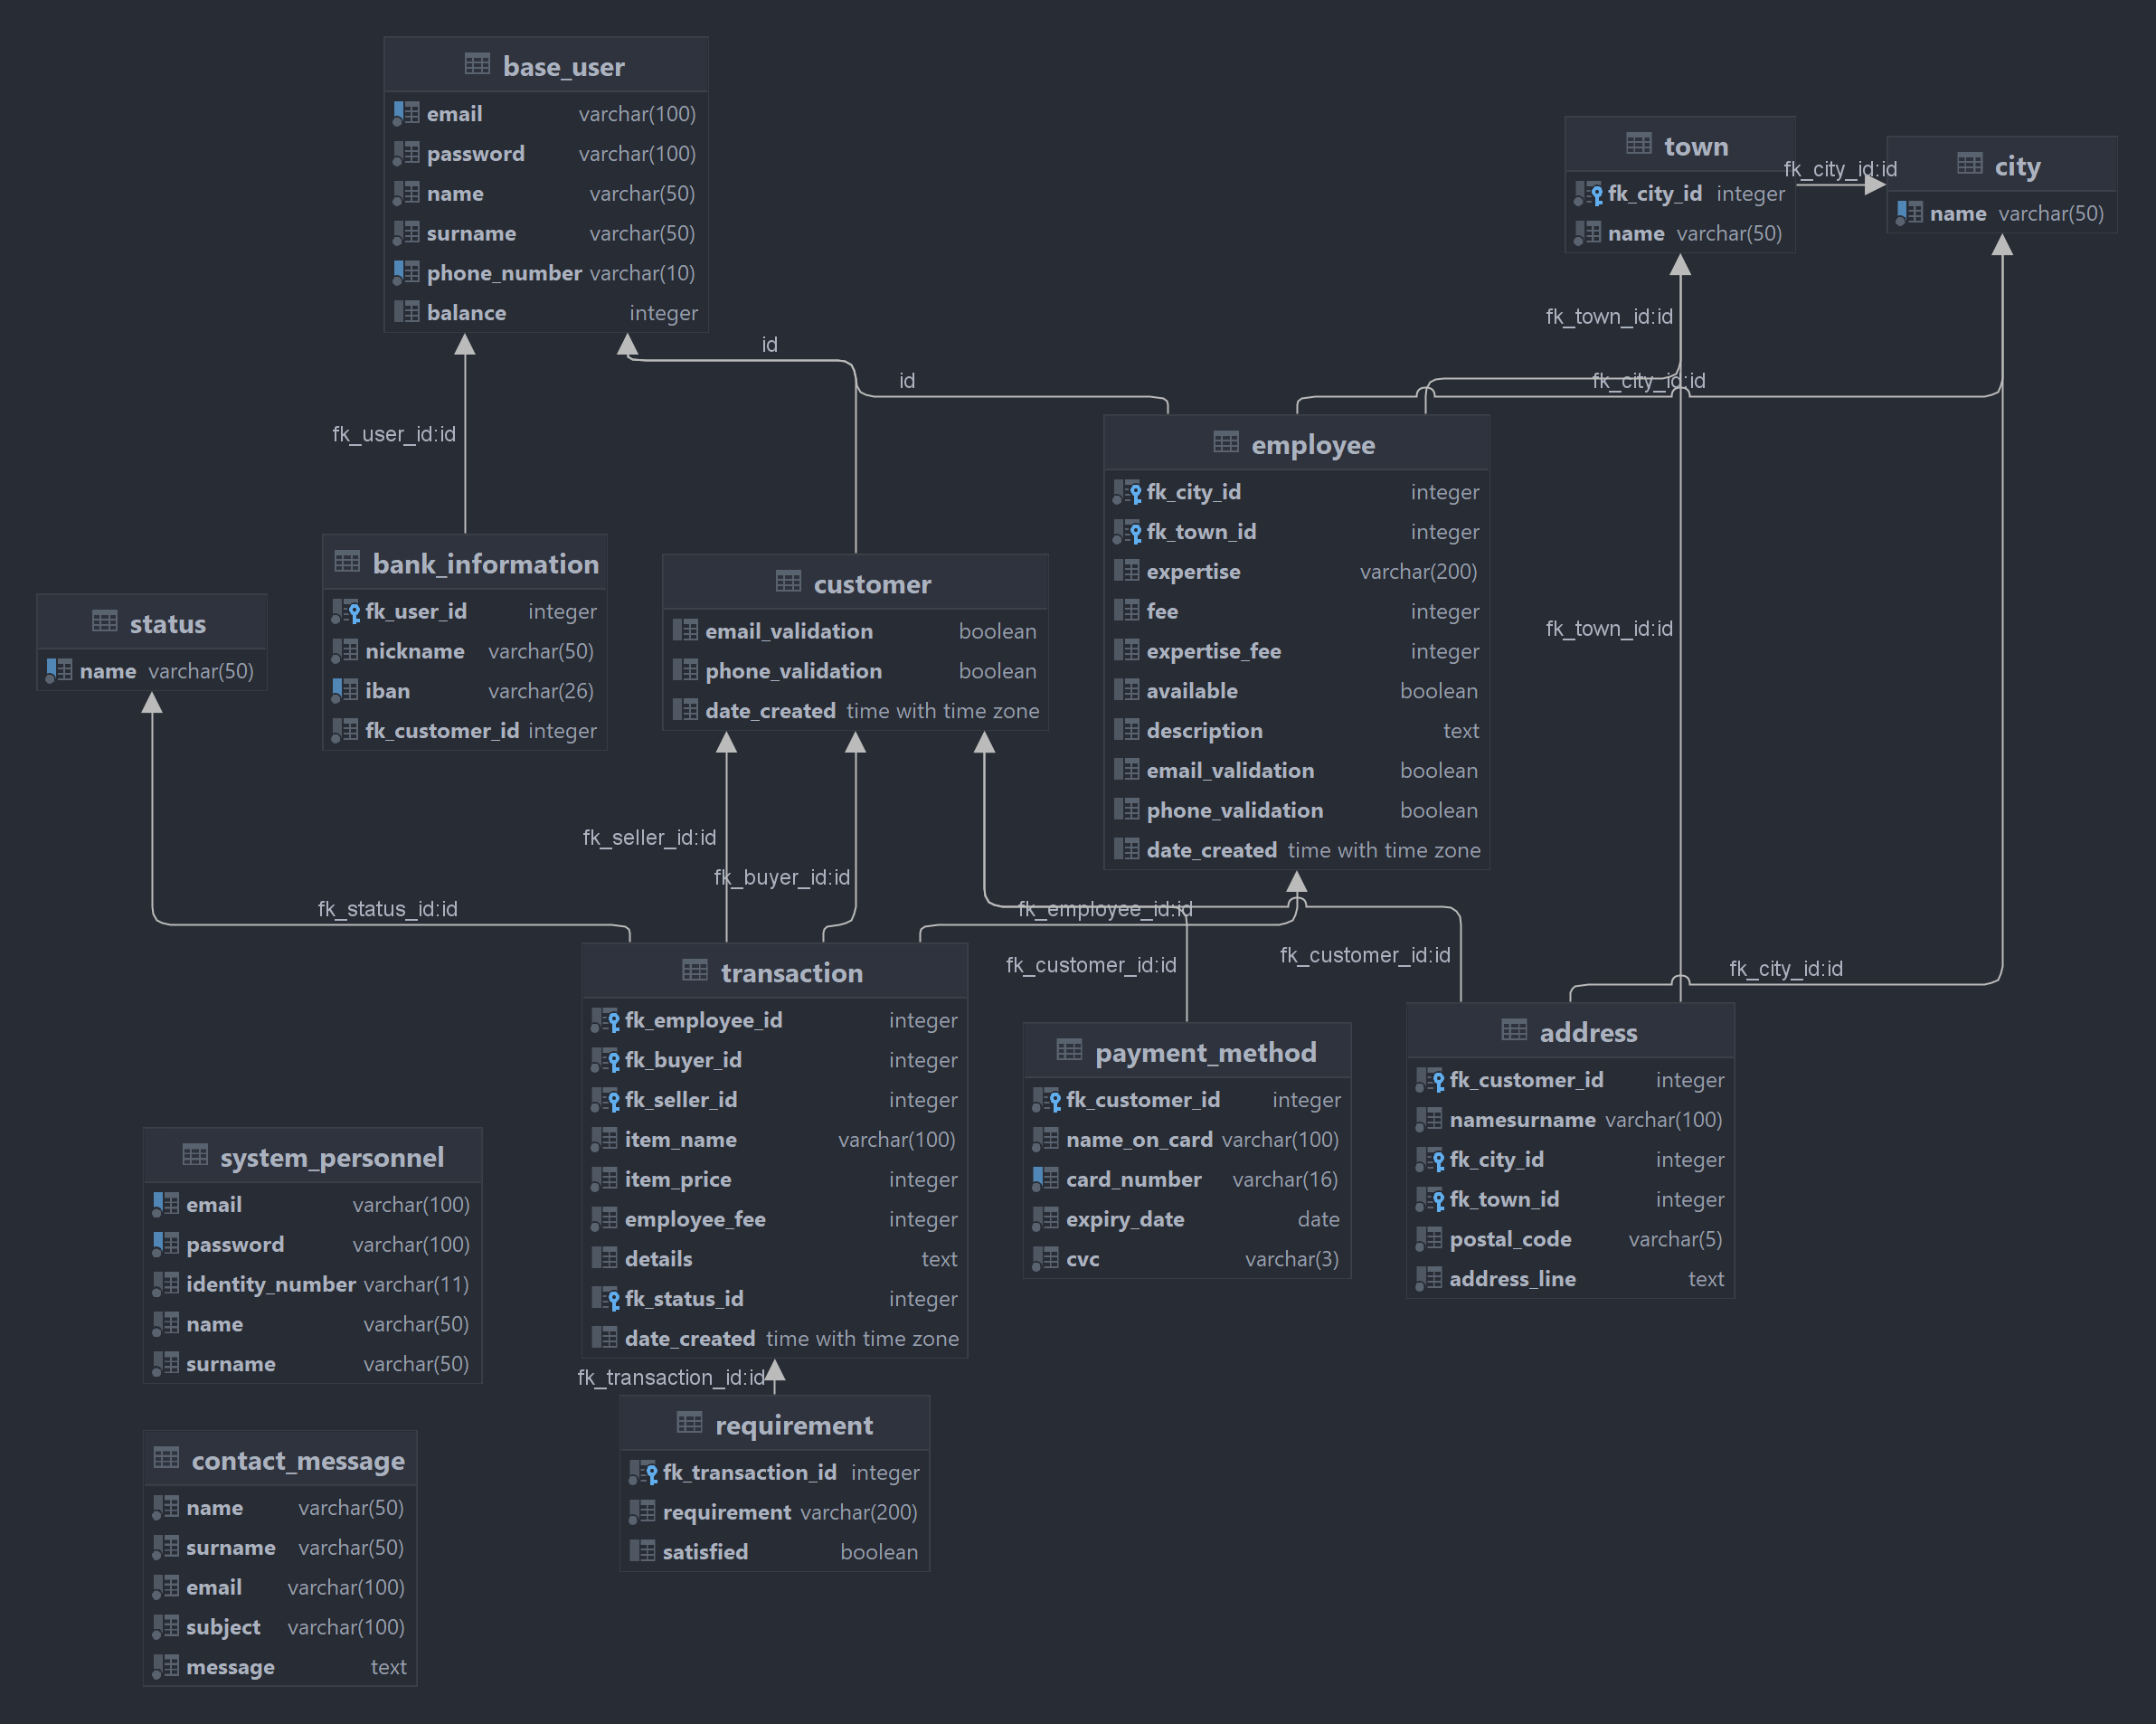 base_user
email varchar(100)
password varchar(100)
name varchar(50)
surname varchar(50)
phone_number varchar(10)
balance integer
town
fk_city_id integer
name varchar(50)
fk_city_id:id
city
name varchar(50)
id
id
fk_town_id:id
fk_city_id:id
fk_user_id:id
employee
fk_city_id integer
fk_town_id integer
expertise varchar(200)
fee integer
expertise_fee integer
available boolean
description text
email_validation boolean
phone_validation boolean
date_created time with time zone
bank_information
fk_user_id integer
nickname varchar(50)
iban varchar(26)
fk_customer_id integer
customer
email_validation boolean
phone_validation boolean
date_created time with time zone
status
name varchar(50)
fk_town_id:id
fk_seller_id:id
fk_buyer_id:id
fk_status_id:id
fk_employee_id:id
fk_customer_id:id
fk_customer_id:id
fk_city_id:id
transaction
fk_employee_id integer
fk_buyer_id integer
fk_seller_id integer
item_name varchar(100)
item_price integer
employee_fee integer
details text
fk_status_id integer
date_created time with time zone
payment_method
fk_customer_id integer
name_on_card varchar(100)
card_number varchar(16)
expiry_date date
cvc varchar(3)
address
fk_customer_id integer
namesurname varchar(100)
fk_city_id integer
fk_town_id integer
postal_code varchar(5)
address_line text
system_personnel
email varchar(100)
password varchar(100)
identity_number varchar(11)
name varchar(50)
surname varchar(50)
fk_transaction_id:id
requirement
fk_transaction_id integer
requirement varchar(200)
satisfied boolean
contact_message
name varchar(50)
surname varchar(50)
email varchar(100)
subject varchar(100)
message text